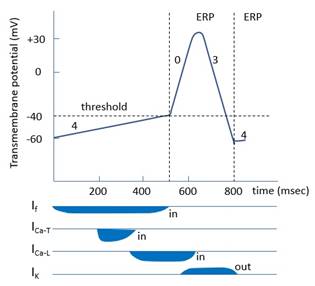 Transmembrane potential (mV)
ERP ERP
+30
0
-40
-60
0 3
threshold
4 4
200 400 600 800 time (msec)
If in
ICa-T in
ICa-L in
IK out